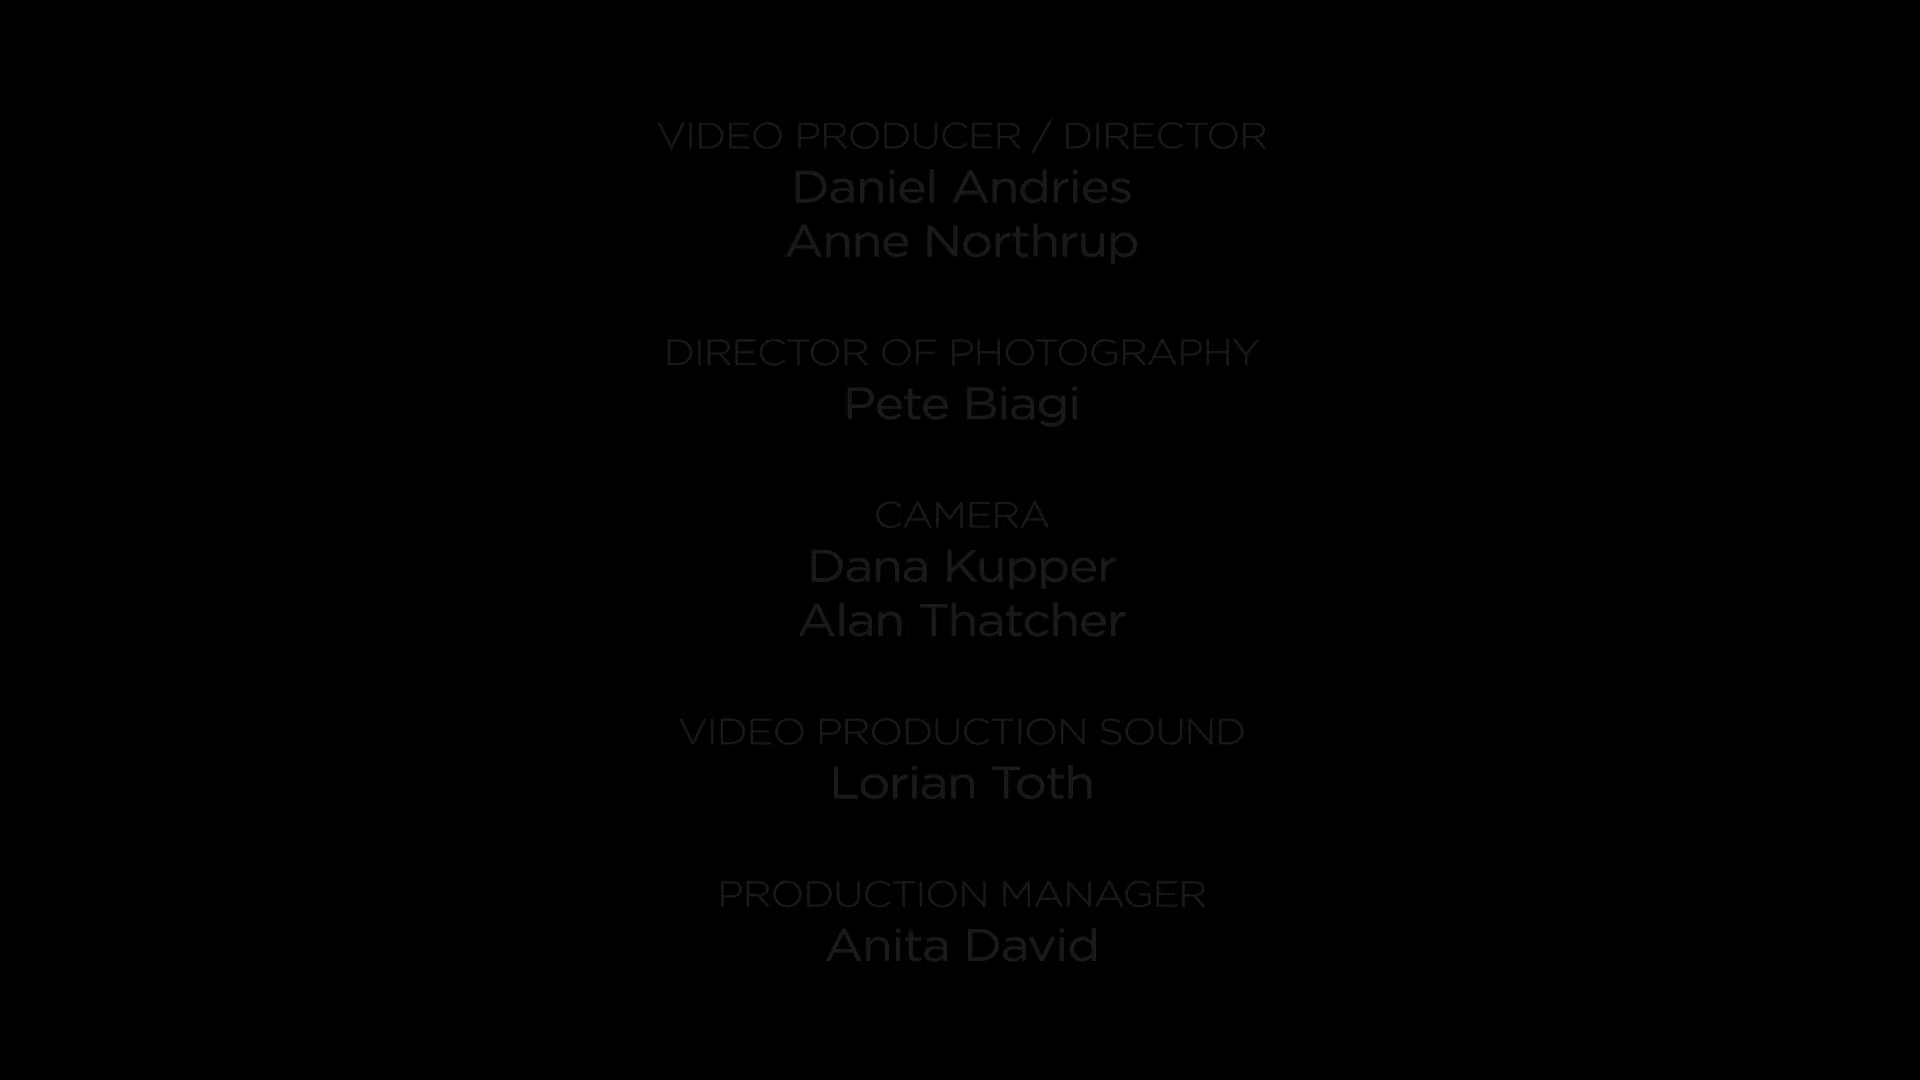 VIDEO PRODUCER / DIRECTOR
Daniel Andries
Anne Northrup
DIRECTOR OF PHOTOGRAPHY
Pete Biagi
CAMERA
Dana Kupper
Alan Thatcher
VIDEO PRODUCTION SOUND
Lorian Toth
PRODUCTION MANAGER
Anita David